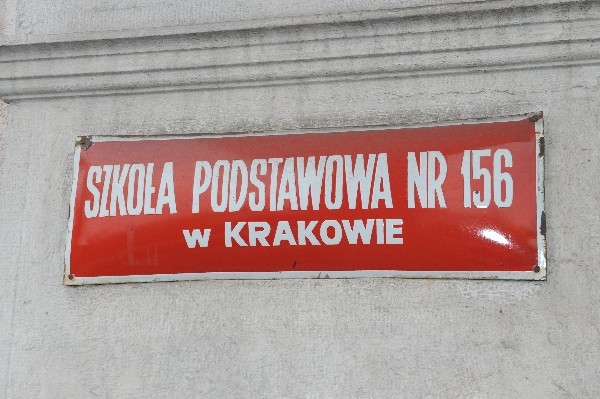 SZKOŁA PODSTAWOWA NR 156
w KRAKOWIE